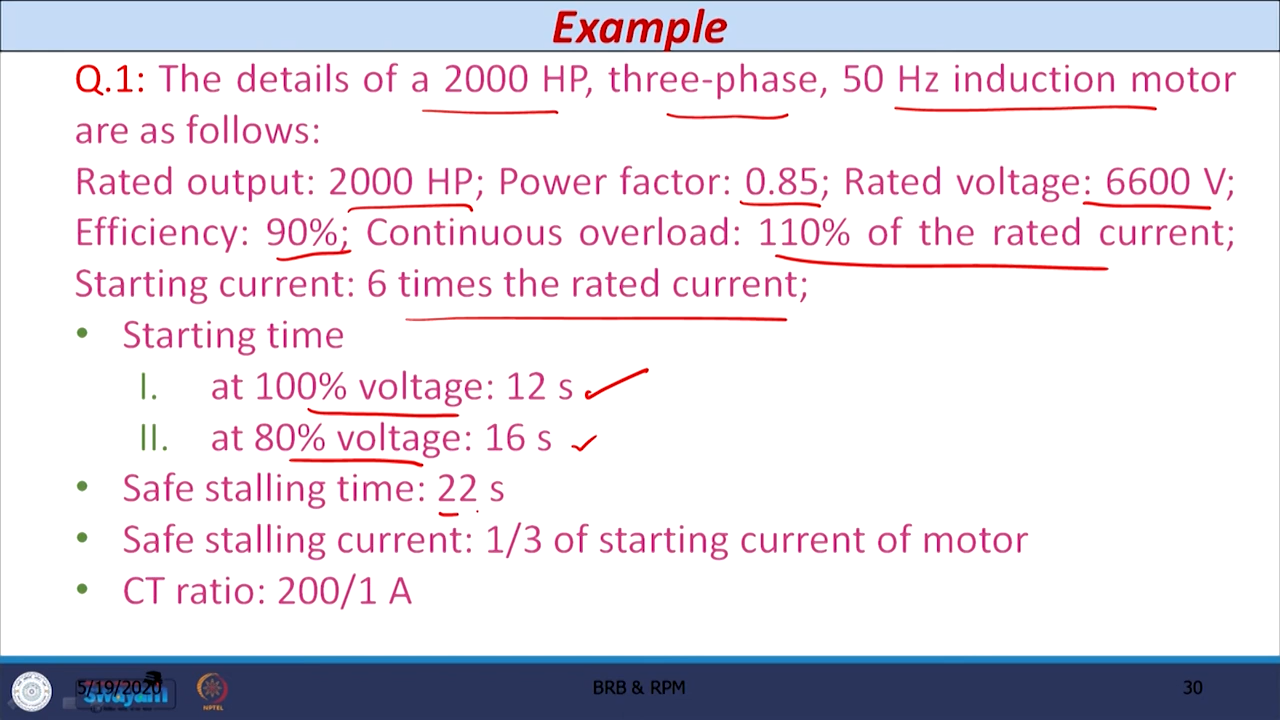 Example
Q.1: The details of a 2000 HP, three-phase, 50 Hz induction motor
are as follows:
Rated output: 2000 HP; Power factor: 0.85; Rated voltage: 6600 V;
Efficiency: 90%; Continuous overload: 110% of the rated current;
Starting current: 6 times the rated current;
• Starting time
I. at 100% voltage: 12 s
II. at 80% voltage: 16 s
• Safe stalling time: 22 s
• Safe stalling current: 1/3 of starting current of motor
• CT ratio: 200/1 A
5/19/2020
swayam
NPTEL
BRB & RPM
30